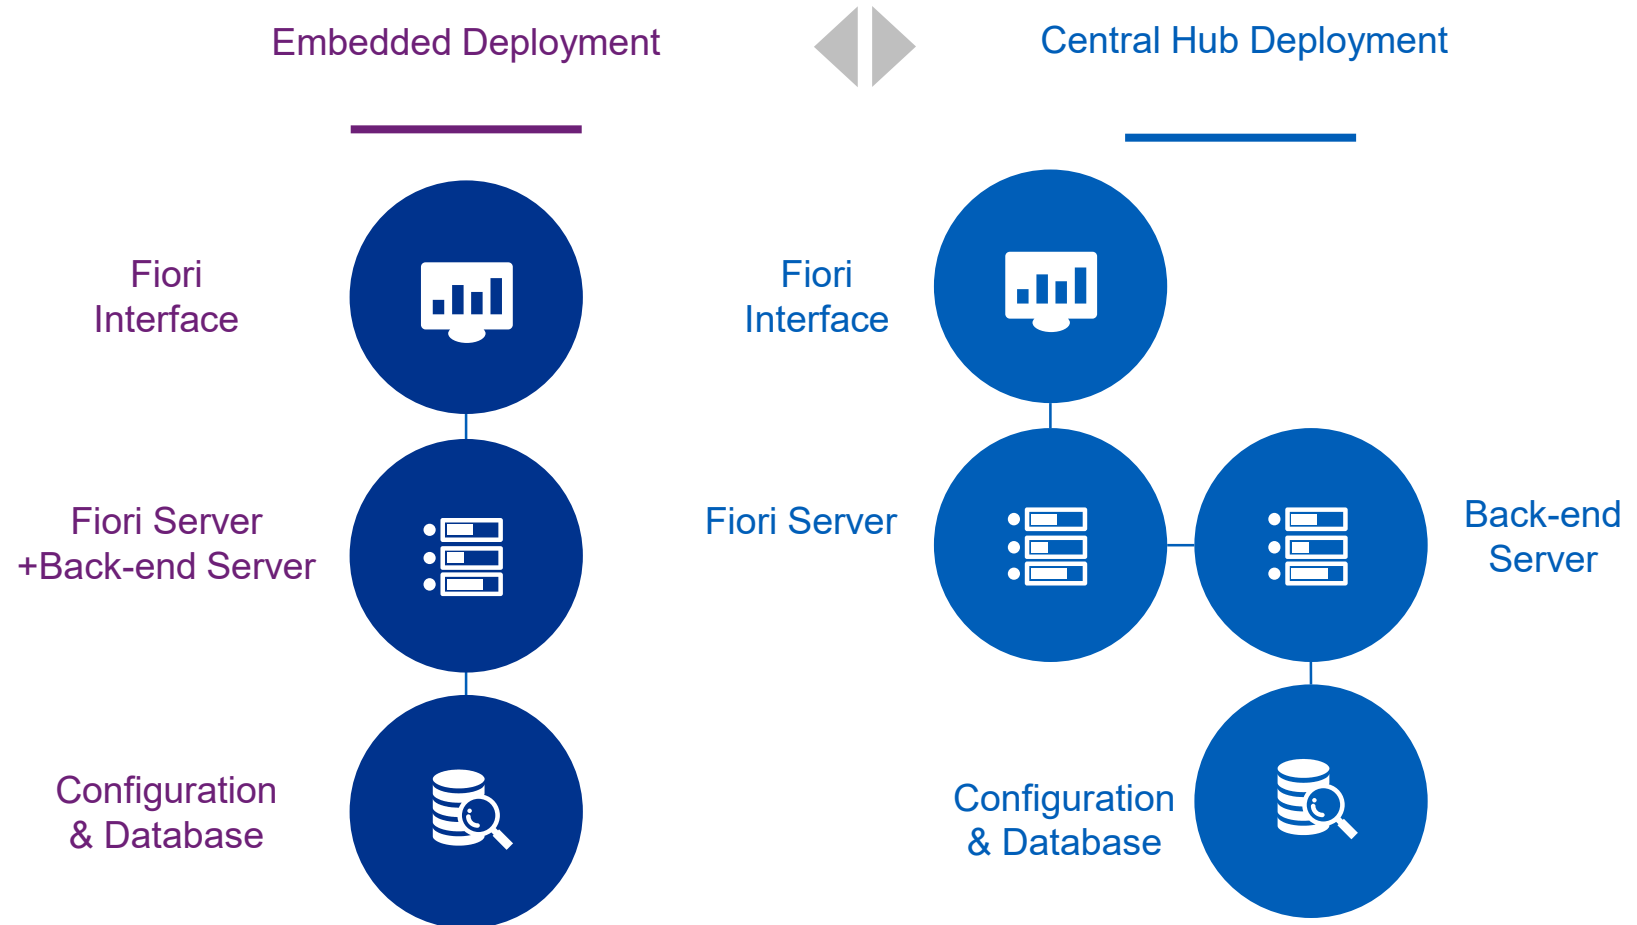 Embedded Deployment
Central Hub Deployment
Fiori
Interface
Fiori
Interface
Fiori Server
+Back-end Server
Fiori Server
Back-end
Server
Configuration
& Database
Configuration
& Database